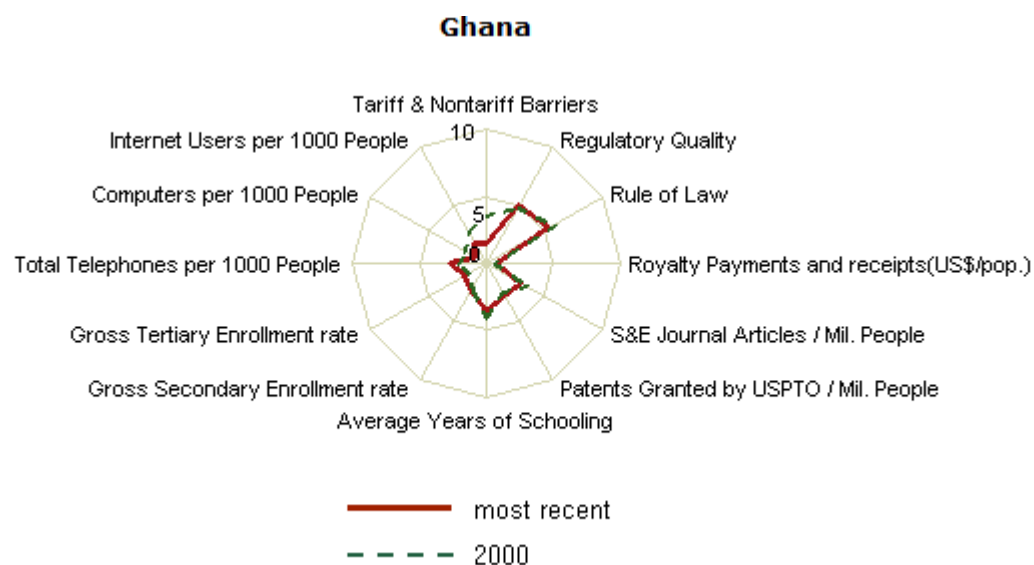 Ghana
Tariff & Nontariff Barriers
10
Internet Users per 1000 People
Regulatory Quality
Computers per 1000 People
Rule of Law
5
0
Total Telephones per 1000 People
Royalty Payments and receipts(US$/pop.)
Gross Tertiary Enrollment rate
S&E Journal Articles / Mil. People
Gross Secondary Enrollment rate
Patents Granted by USPTO / Mil. People
Average Years of Schooling
most recent
2000